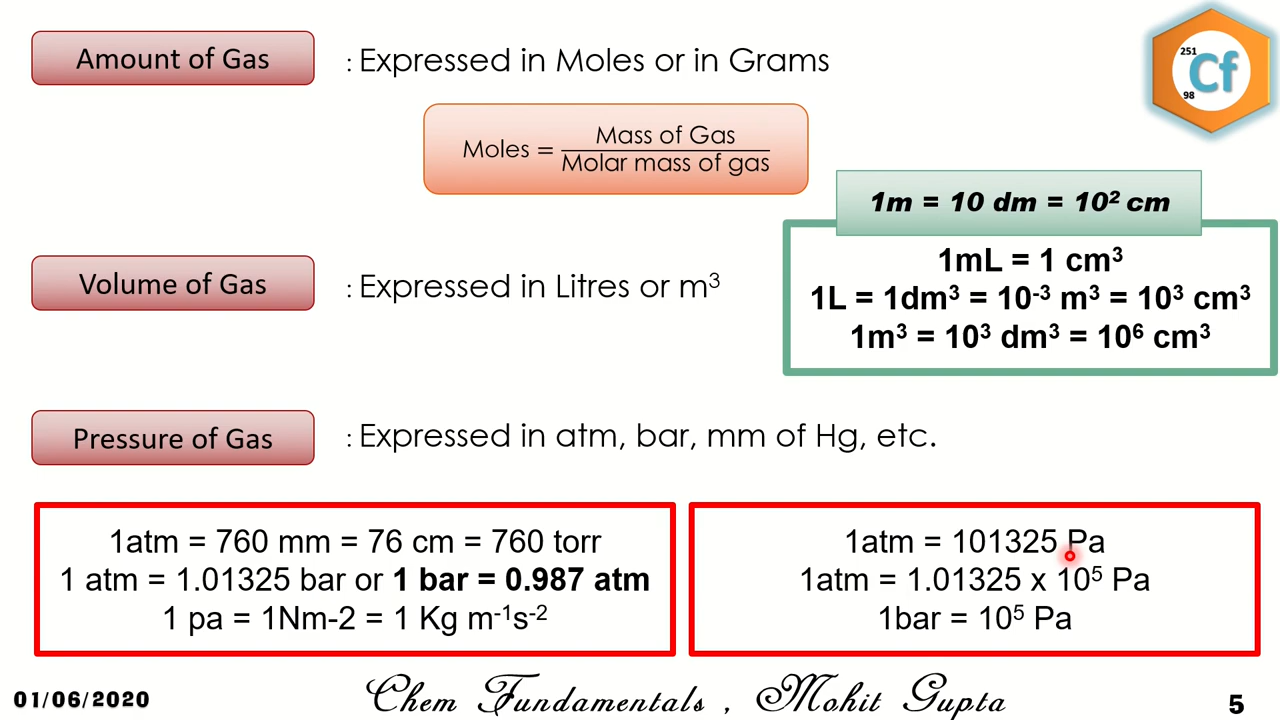 Amount of Gas : Expressed in Moles or in Grams
251
Cf
98
Moles = Mass of Gas / Molar mass of gas
1m = 10 dm = 10² cm
Volume of Gas : Expressed in Litres or m³
1mL = 1 cm³
1L = 1dm³ = 10⁻³ m³ = 10³ cm³
1m³ = 10³ dm³ = 10⁶ cm³
Pressure of Gas : Expressed in atm, bar, mm of Hg, etc.
1atm = 760 mm = 76 cm = 760 torr
1 atm = 1.01325 bar or 1 bar = 0.987 atm
1 pa = 1Nm-2 = 1 Kg m⁻¹s⁻²
1atm = 101325 Pa
1atm = 1.01325 x 10⁵ Pa
1bar = 10⁵ Pa
01/06/2020
Chem Fundamentals , Mohit Gupta
5